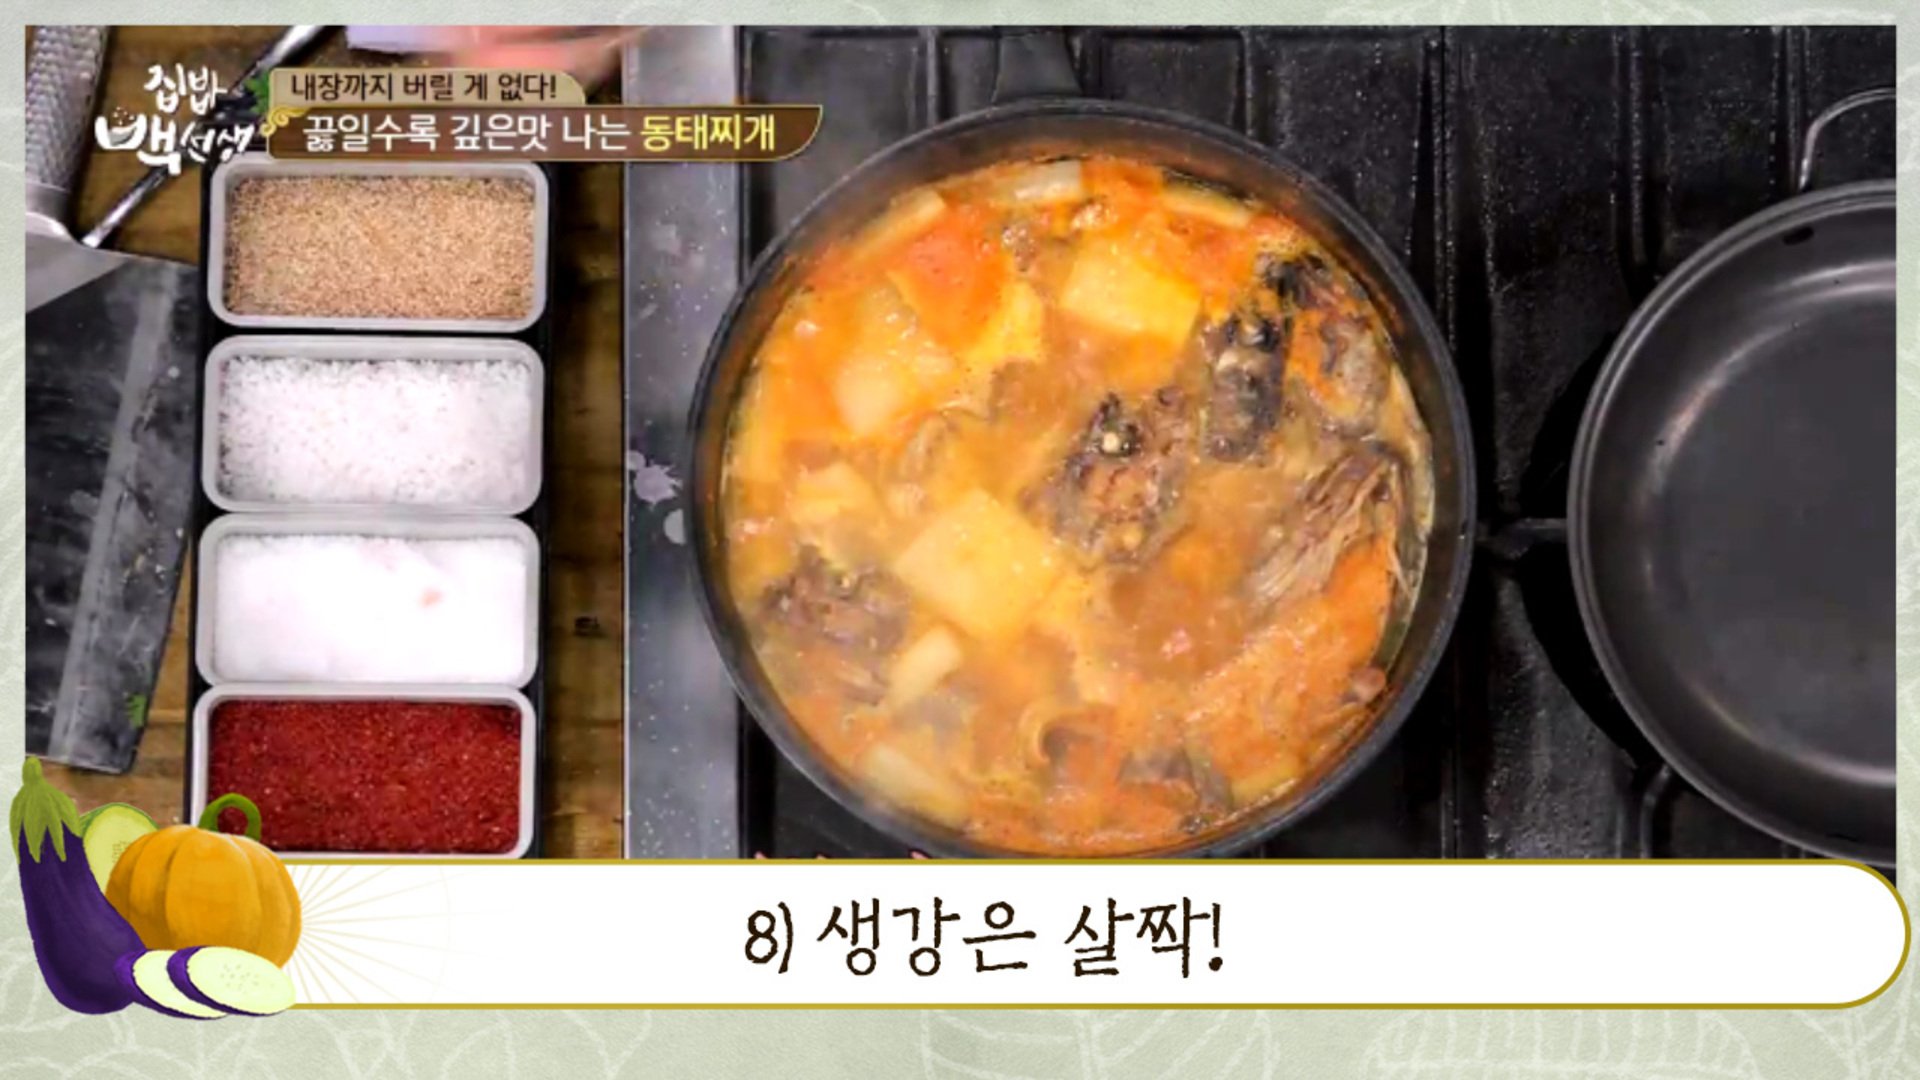 집밥
백선생
내장까지 버릴 게 없다!
끓일수록 깊은맛 나는 동태찌개
8) 생강은 살짝!